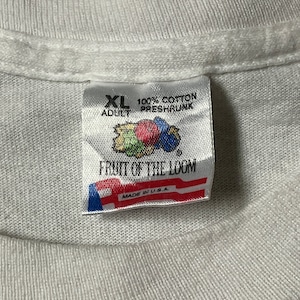 XL 100% COTTON
ADULT PRESHRUNK
®
FRUIT OF THE LOOM
MADE IN U.S.A.